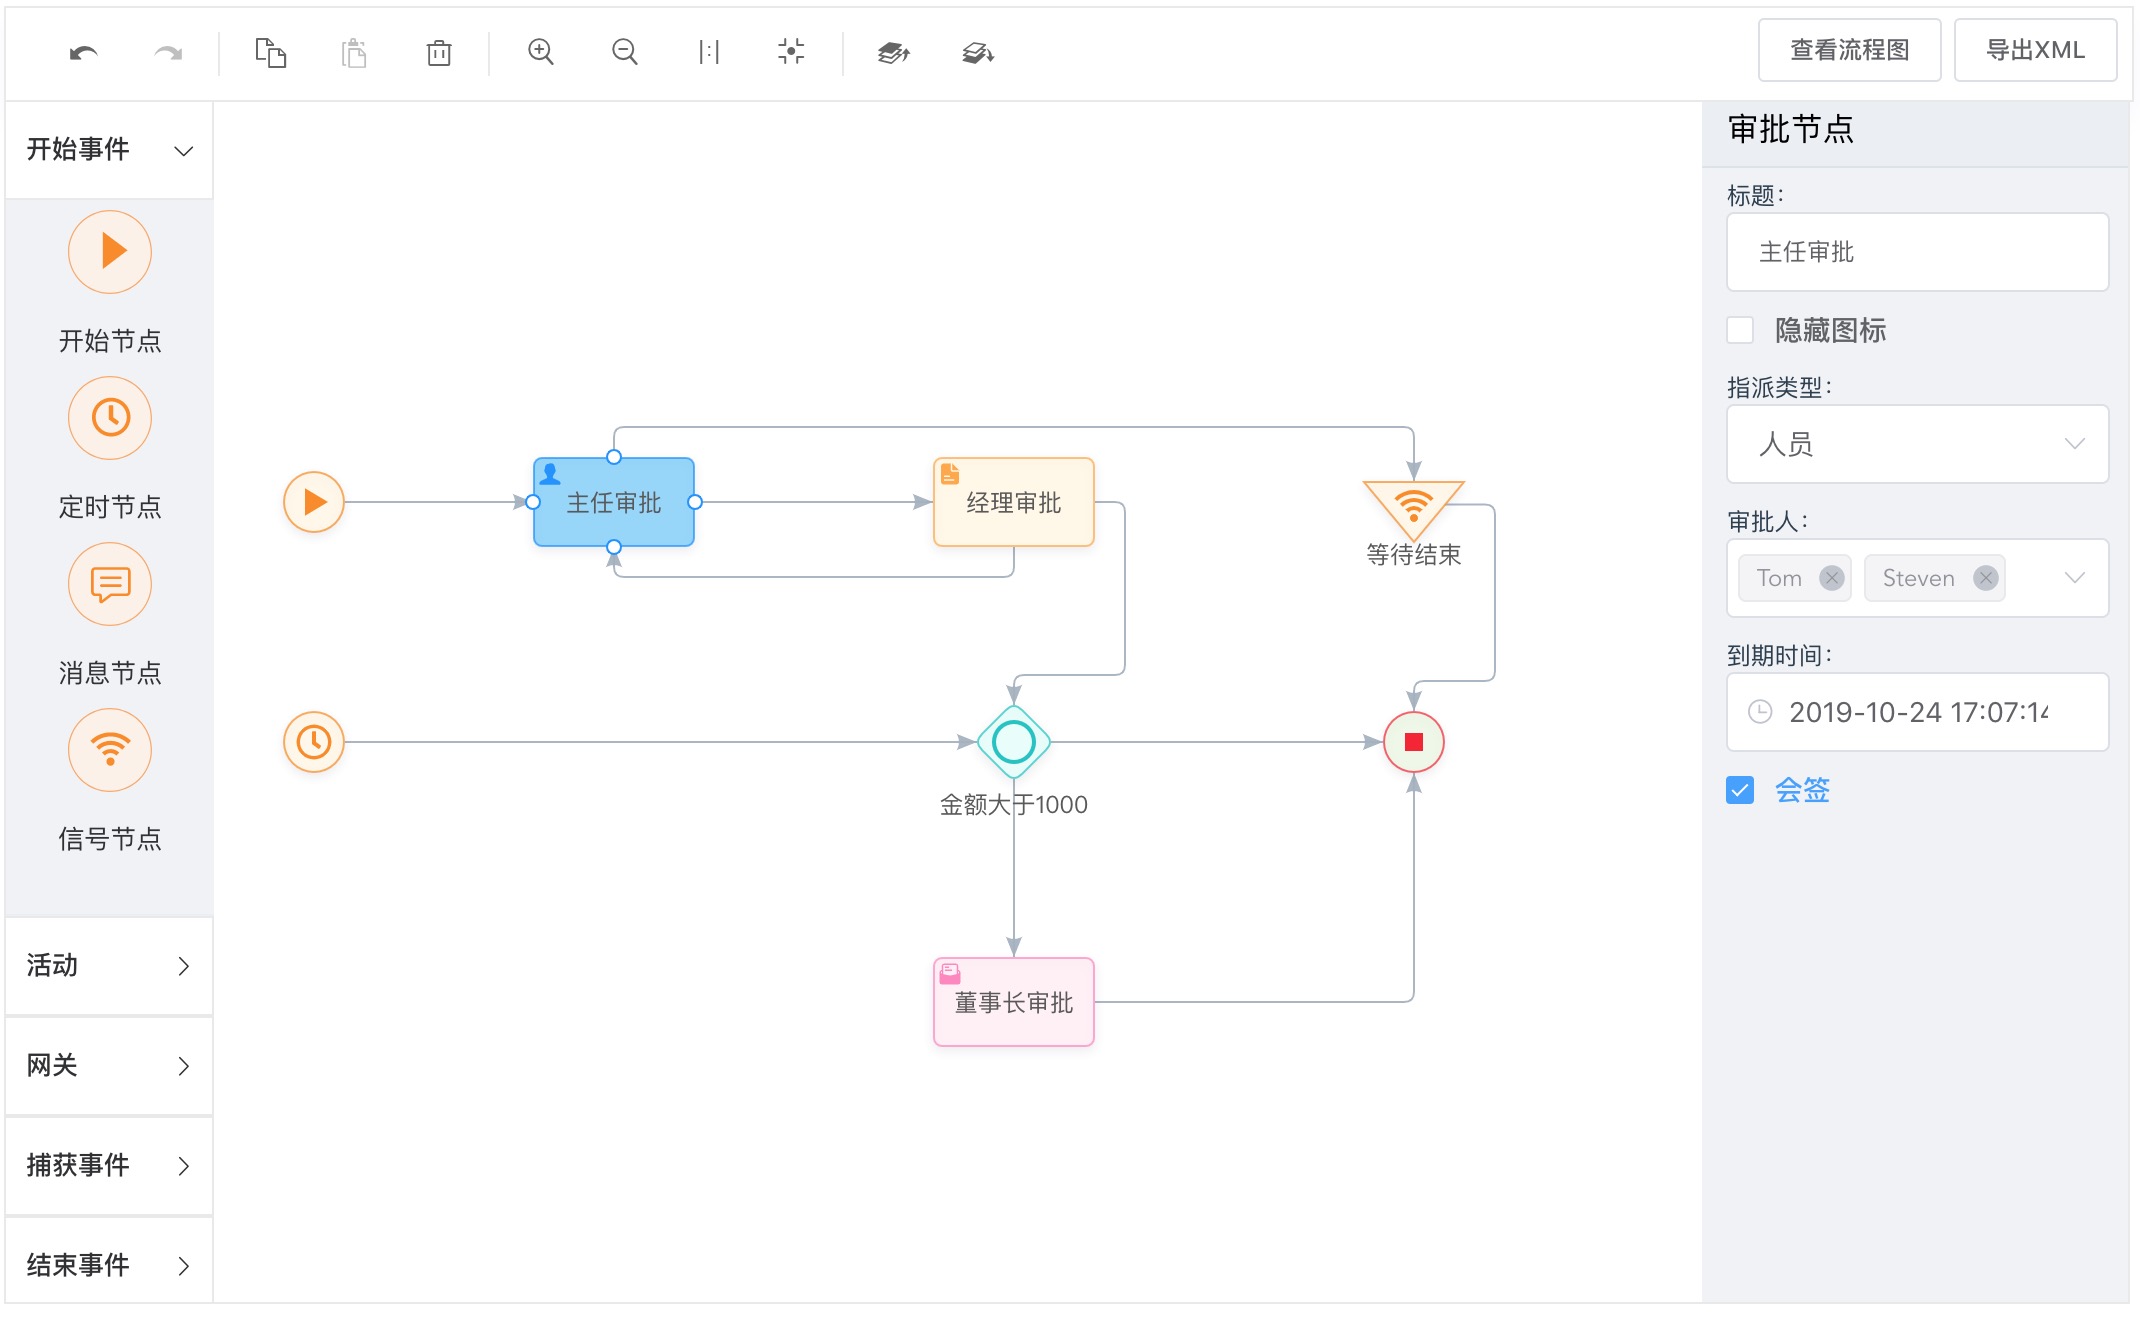 查看流程图
导出XML
开始事件
开始节点
定时节点
消息节点
信号节点
活动
网关
捕获事件
结束事件
主任审批
经理审批
等待结束
金额大于1000
董事长审批
审批节点
标题:
主任审批
隐藏图标
指派类型:
人员
审批人:
Tom Steven
到期时间:
2019-10-24 17:07:14
会签